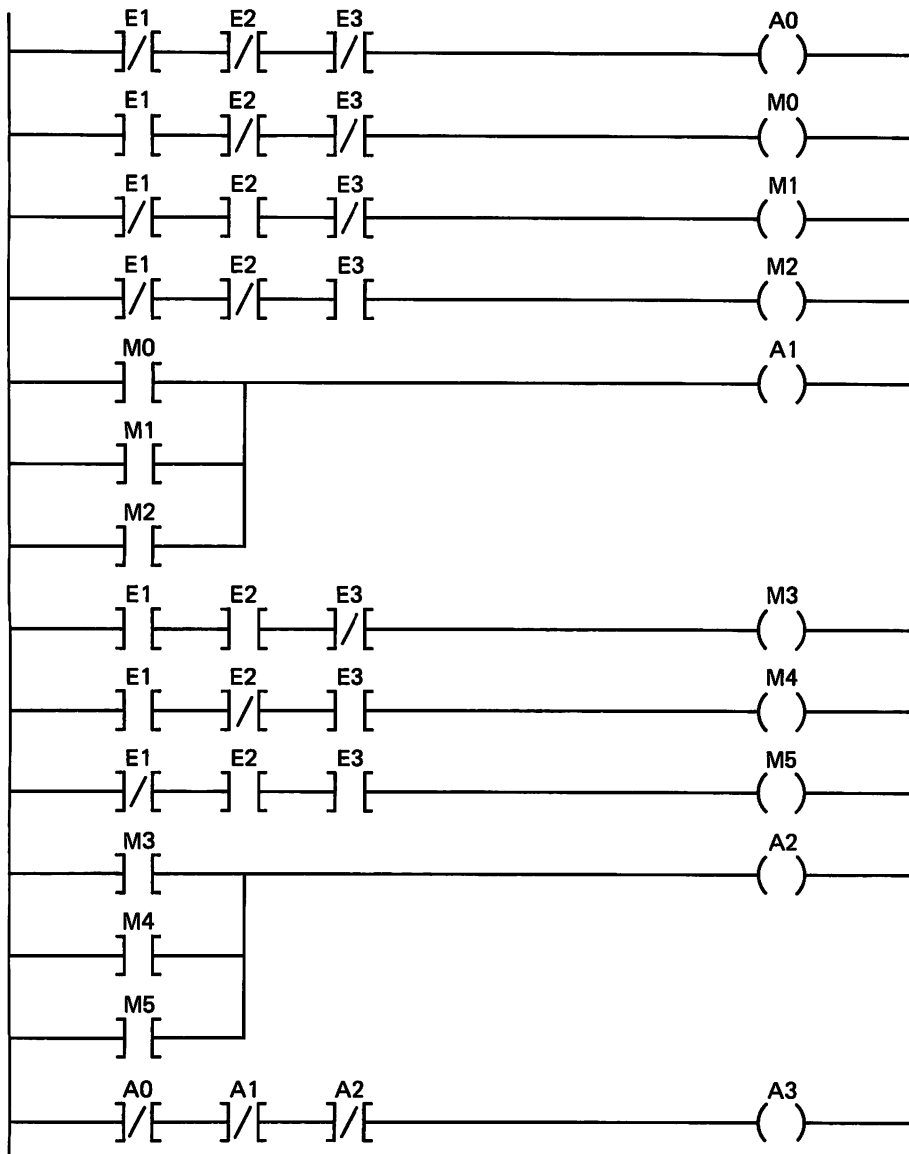 E1 E2 E3 A0
E1 E2 E3 M0
E1 E2 E3 M1
E1 E2 E3 M2
M0 A1
M1
M2
E1 E2 E3 M3
E1 E2 E3 M4
E1 E2 E3 M5
M3 A2
M4
M5
A0 A1 A2 A3